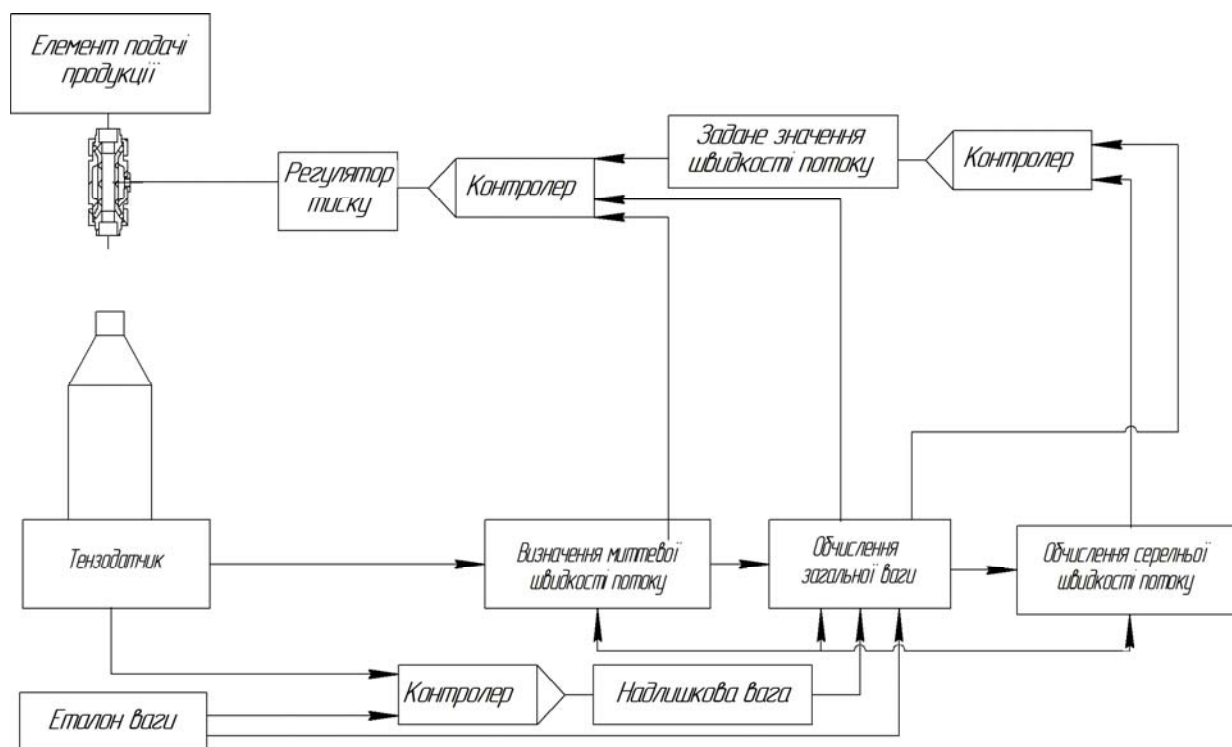 Елемент подачі
продукції
Задане значення
швидкості потоку
Контролер
Регулятор
тиску
Контролер
Тензодатчик
Визначення миттєвої
швидкості потоку
Обчислення
загальної ваги
Обчислення серелньої
швидкості потоку
Контролер
Надлишкова вага
Еталон ваги